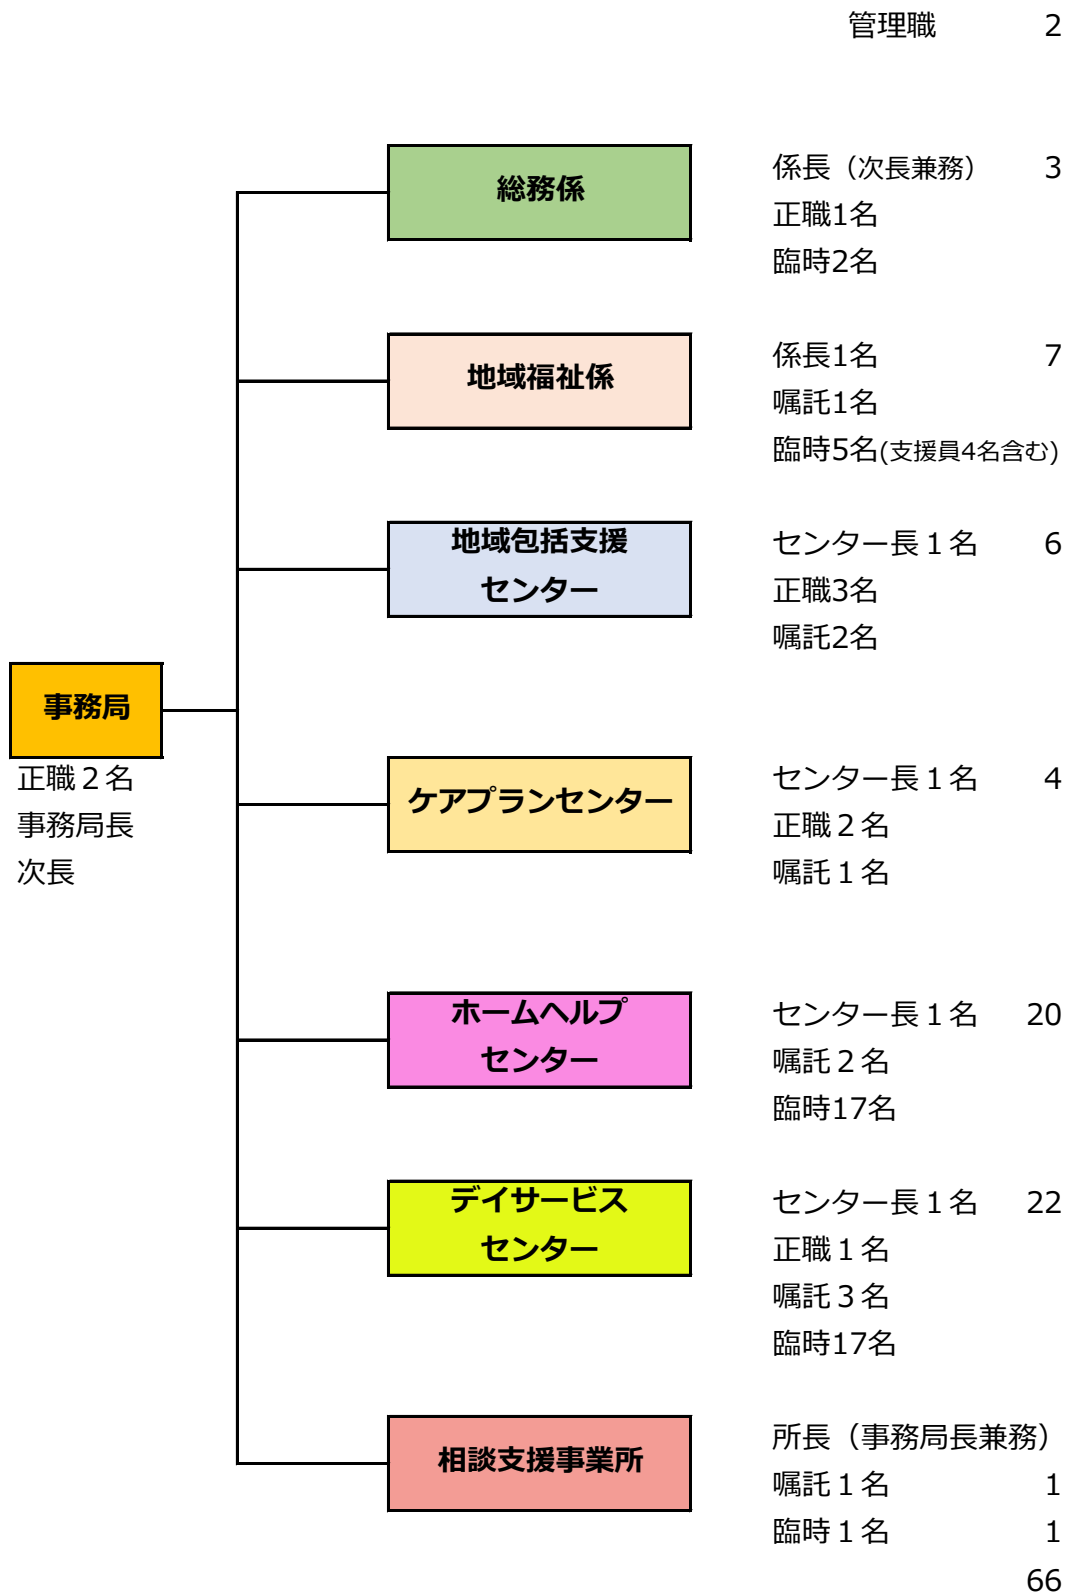 管理職 2
総務係
係長（次長兼務） 3
正職1名
臨時2名
地域福祉係
係長1名 7
嘱託1名
臨時5名(支援員4名含む)
地域包括支援
センター
センター長１名 6
正職3名
嘱託2名
事務局
正職２名
事務局長
次長
ケアプランセンター
センター長１名 4
正職２名
嘱託１名
ホームヘルプ
センター
センター長１名 20
嘱託２名
臨時17名
デイサービス
センター
センター長１名 22
正職１名
嘱託３名
臨時17名
相談支援事業所
所長（事務局長兼務）
嘱託１名 1
臨時１名 1
66